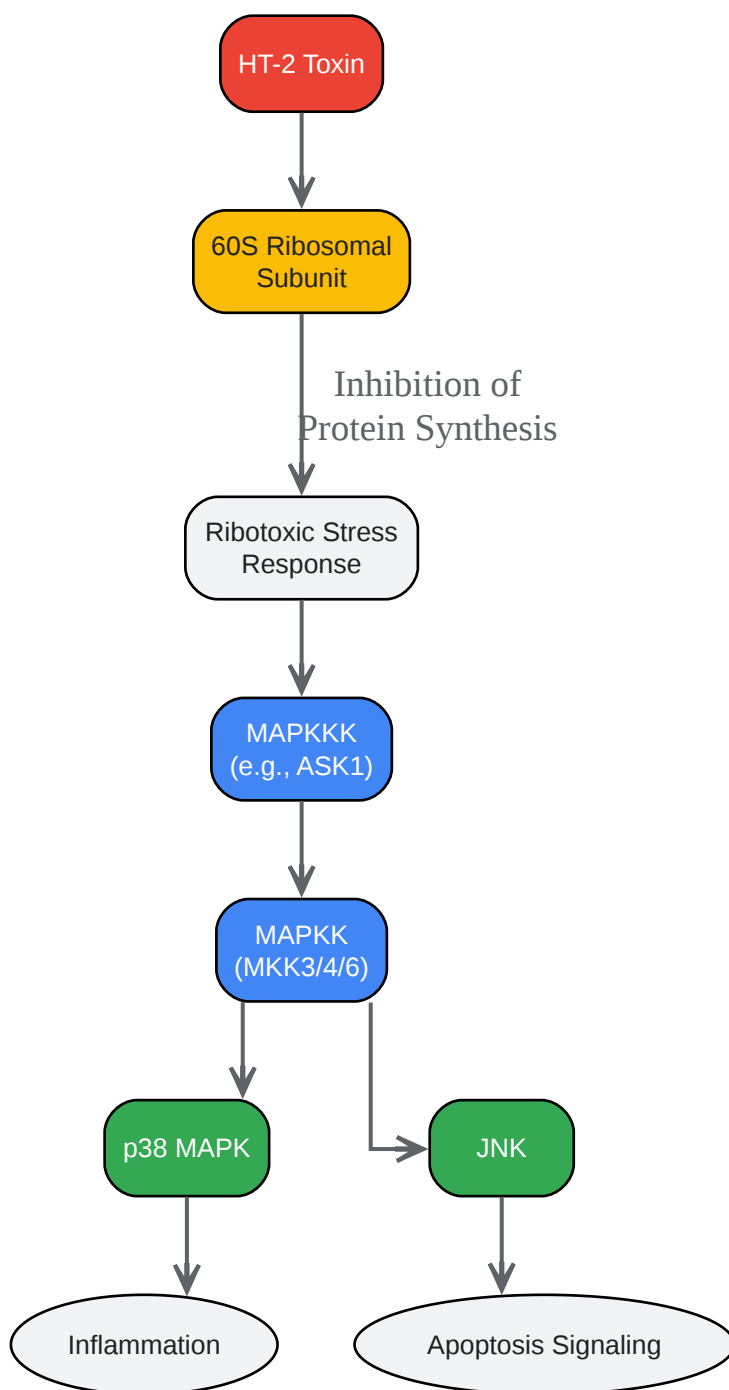 HT-2 Toxin
60S Ribosomal
Subunit
Inhibition of
Protein Synthesis
Ribotoxic Stress
Response
MAPKKK
(e.g., ASK1)
MAPKK
(MKK3/4/6)
p38 MAPK
JNK
Inflammation
Apoptosis Signaling